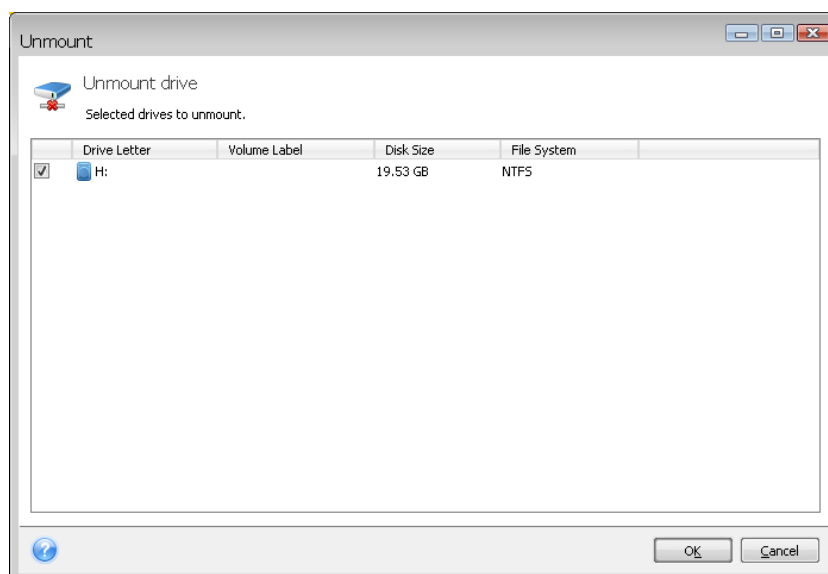 Unmount
Unmount drive
Selected drives to unmount.
Drive Letter Volume Label Disk Size File System
H: 19.53 GB NTFS
OK Cancel